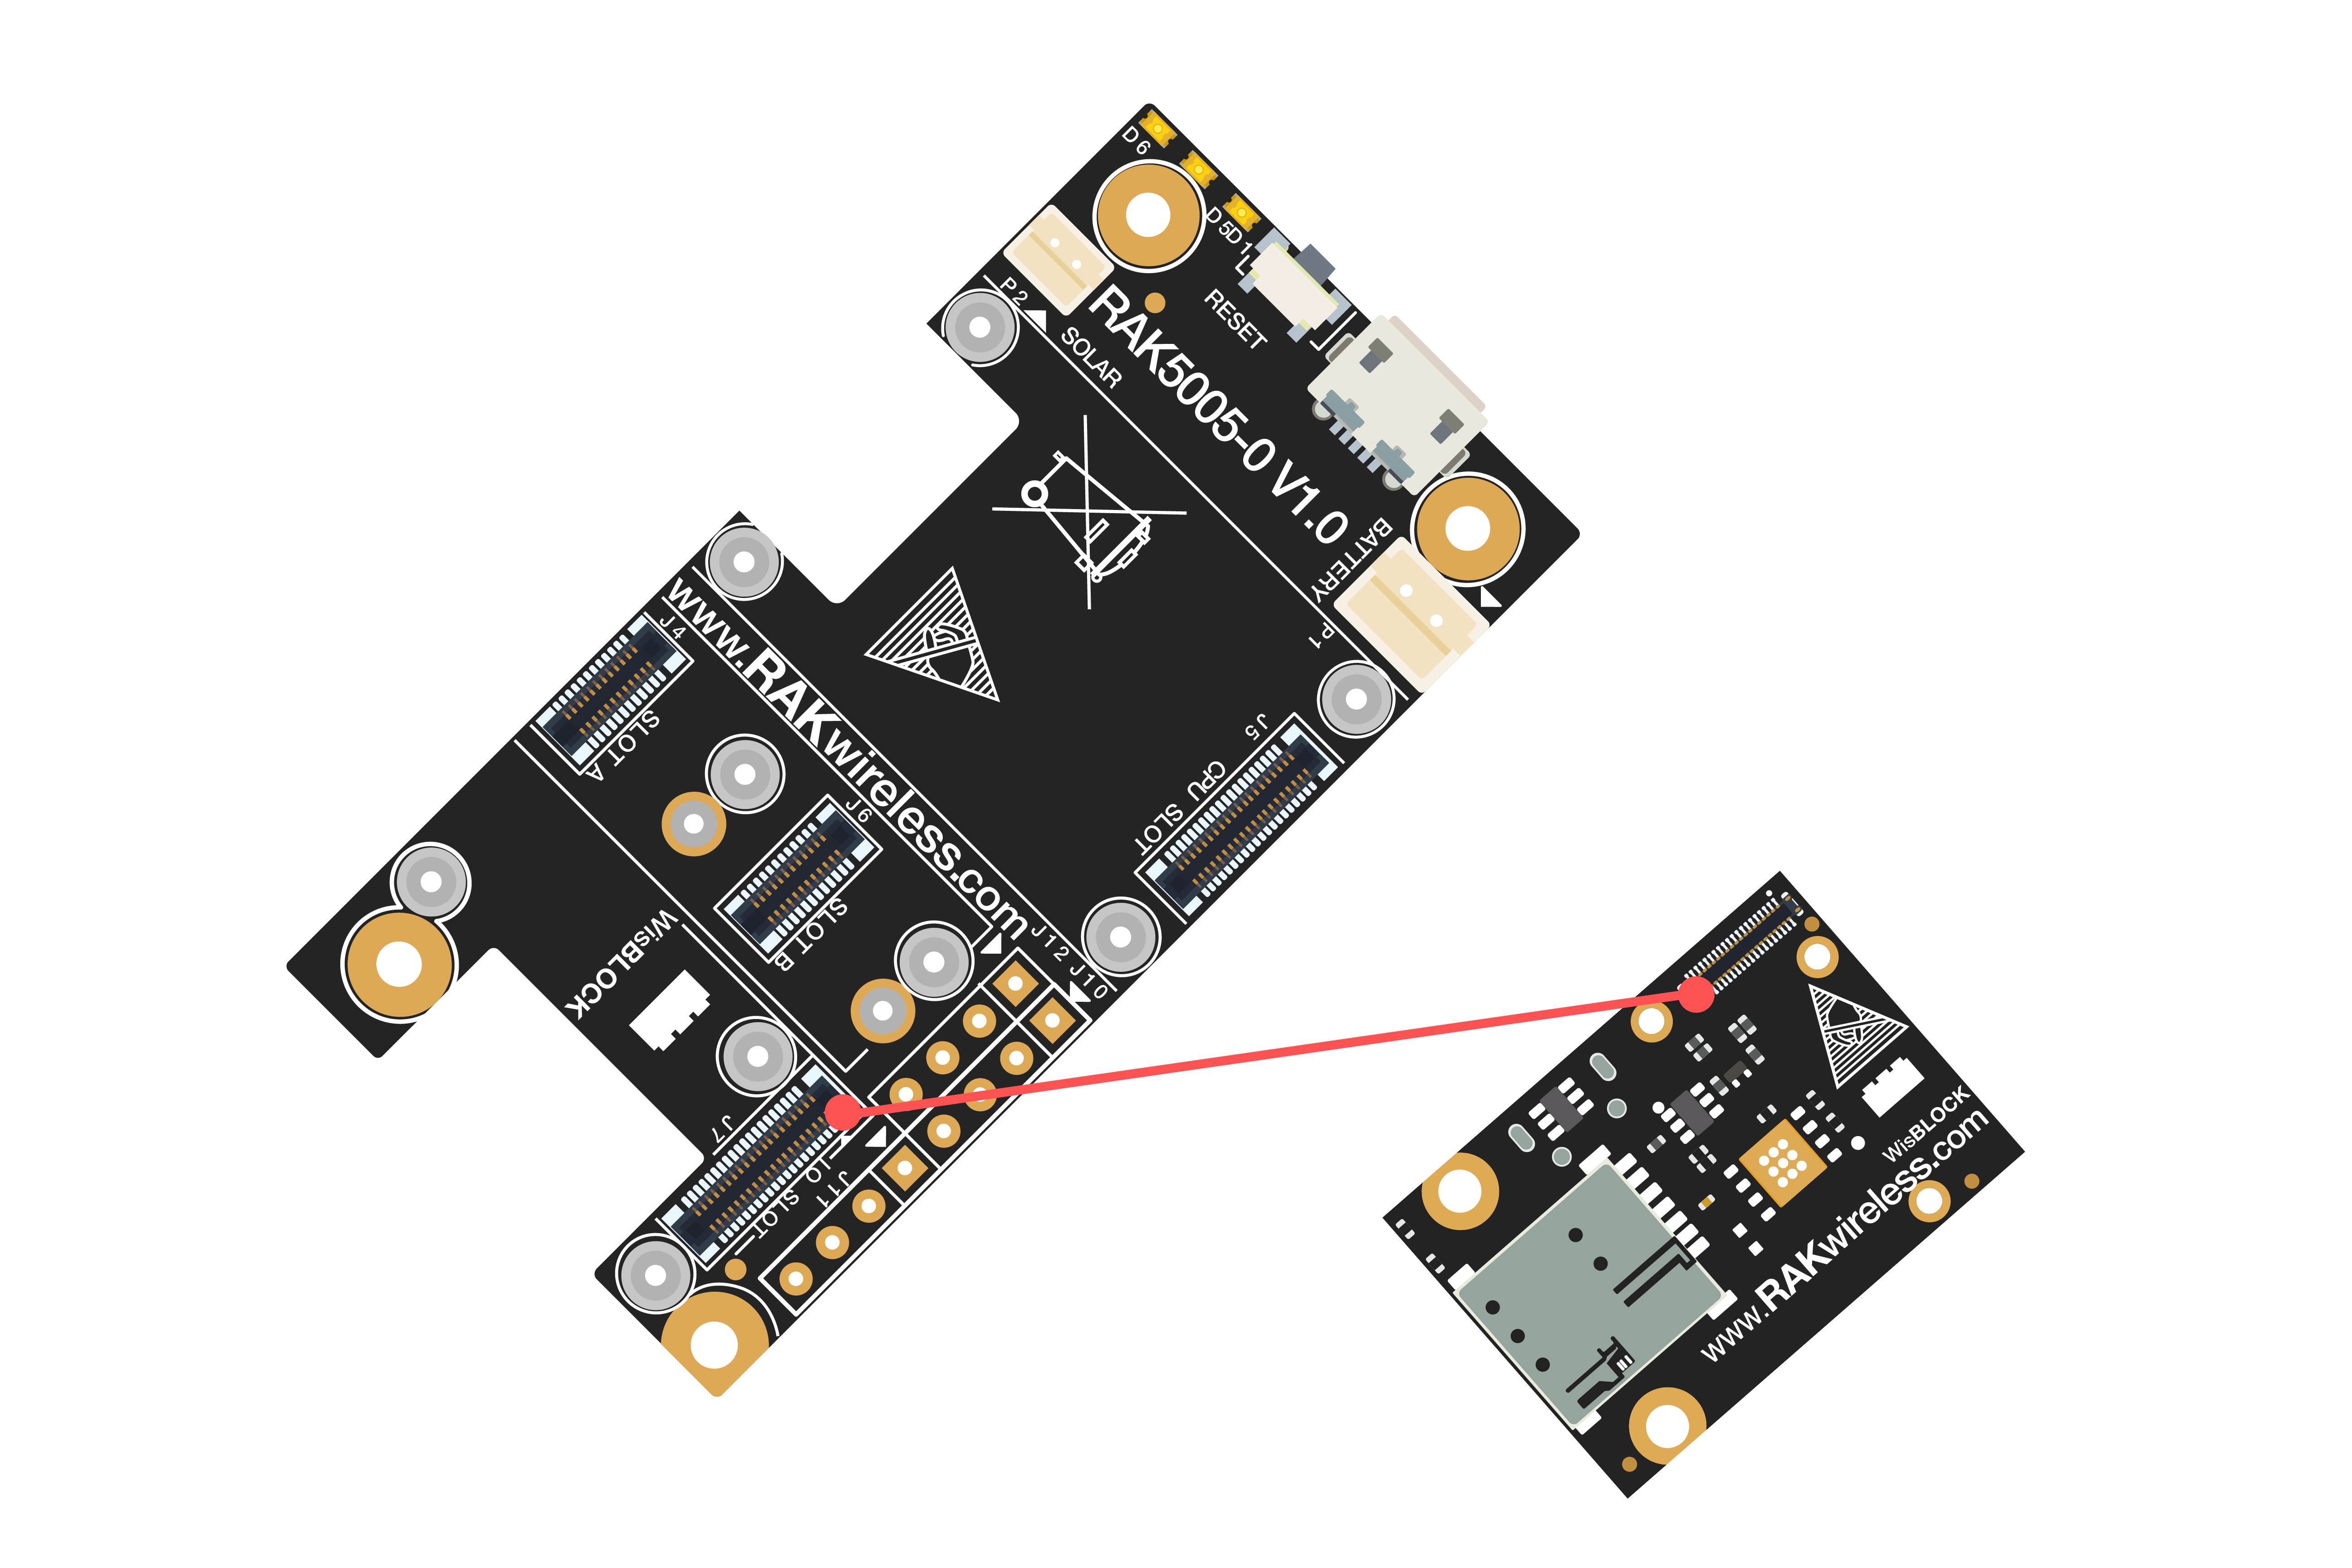 D6
D5
D1
RESET
P2
SOLAR
RAK5005-O V1.0
BATTERY
P1
J5
CPU SLOT
www.RAKwireless.com
J4
SLOT A
J6
SLOT B
J12
J10
WisBLOCK
J7
IO SLOT
J11
WisBLOCK
www.RAKwireless.com